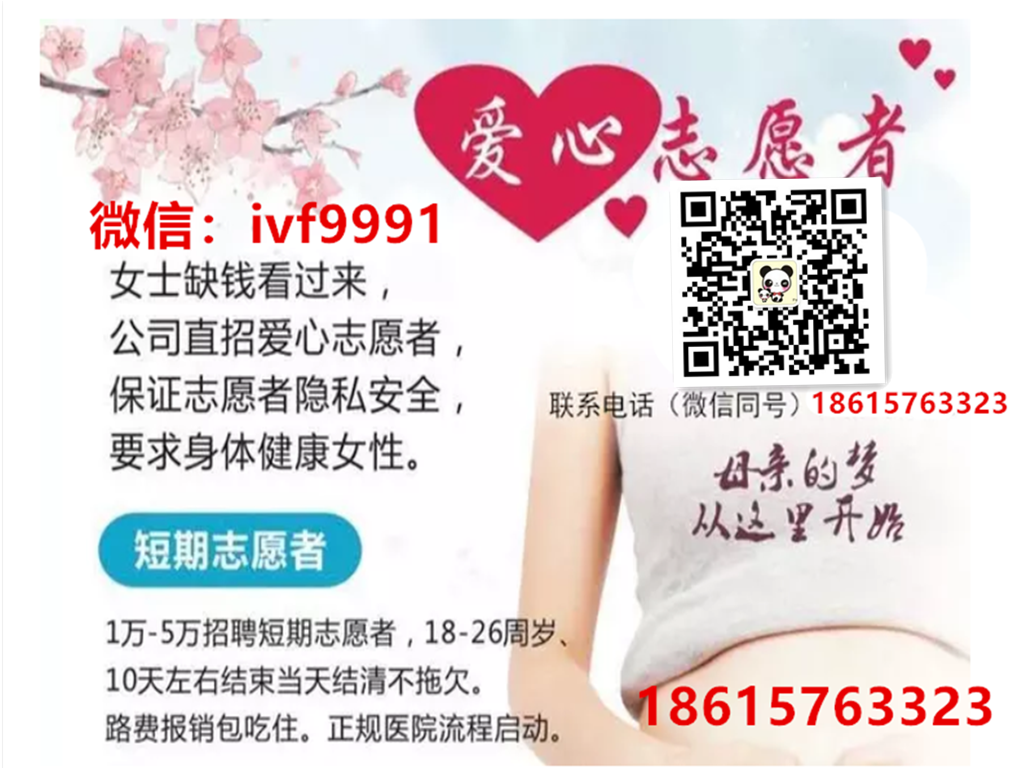 爱心志愿者
微信：ivf9991
女士缺钱看过来，
公司直招爱心志愿者，
保证志愿者隐私安全，
要求身体健康女性。
联系电话（微信同号）18615763323
母亲的梦
从这里开始
短期志愿者
1万-5万招聘短期志愿者，18-26周岁、
10天左右结束当天结清不拖欠。
路费报销包吃住。正规医院流程启动。
18615763323